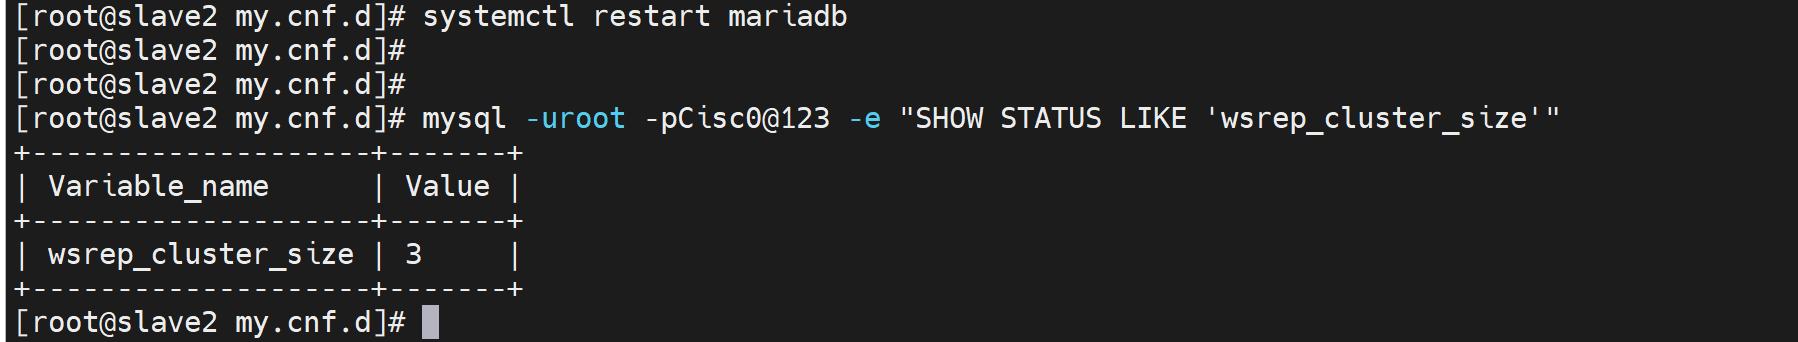 [root@slave2 my.cnf.d]# systemctl restart mariadb
[root@slave2 my.cnf.d]#
[root@slave2 my.cnf.d]#
[root@slave2 my.cnf.d]# mysql -uroot -pCisc0@123 -e "SHOW STATUS LIKE 'wsrep_cluster_size'"
+--------------------+-------+
| Variable_name      | Value |
+--------------------+-------+
| wsrep_cluster_size | 3     |
+--------------------+-------+
[root@slave2 my.cnf.d]#